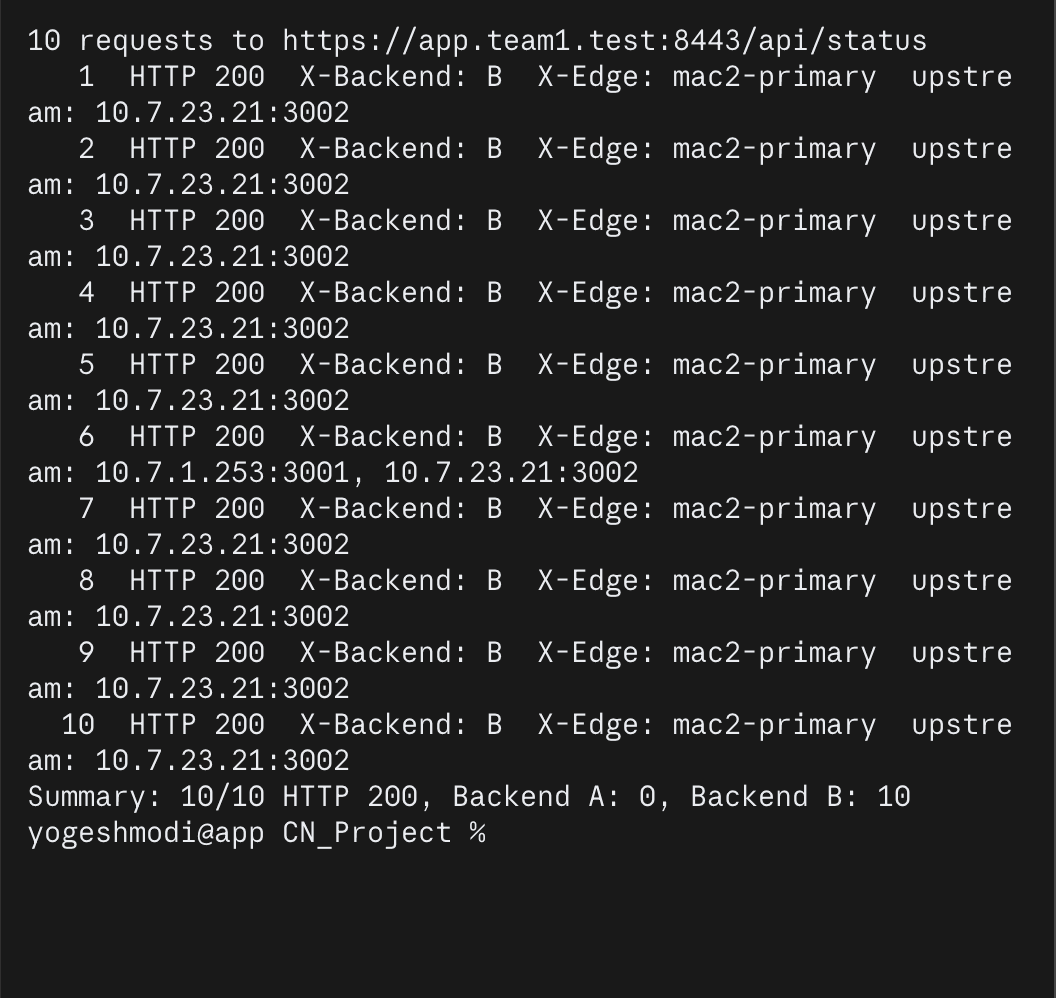 10 requests to https://app.team1.test:8443/api/status
   1  HTTP 200  X-Backend: B  X-Edge: mac2-primary  upstre
am: 10.7.23.21:3002
   2  HTTP 200  X-Backend: B  X-Edge: mac2-primary  upstre
am: 10.7.23.21:3002
   3  HTTP 200  X-Backend: B  X-Edge: mac2-primary  upstre
am: 10.7.23.21:3002
   4  HTTP 200  X-Backend: B  X-Edge: mac2-primary  upstre
am: 10.7.23.21:3002
   5  HTTP 200  X-Backend: B  X-Edge: mac2-primary  upstre
am: 10.7.23.21:3002
   6  HTTP 200  X-Backend: B  X-Edge: mac2-primary  upstre
am: 10.7.1.253:3001, 10.7.23.21:3002
   7  HTTP 200  X-Backend: B  X-Edge: mac2-primary  upstre
am: 10.7.23.21:3002
   8  HTTP 200  X-Backend: B  X-Edge: mac2-primary  upstre
am: 10.7.23.21:3002
   9  HTTP 200  X-Backend: B  X-Edge: mac2-primary  upstre
am: 10.7.23.21:3002
  10  HTTP 200  X-Backend: B  X-Edge: mac2-primary  upstre
am: 10.7.23.21:3002
Summary: 10/10 HTTP 200, Backend A: 0, Backend B: 10
yogeshmodi@app CN_Project %